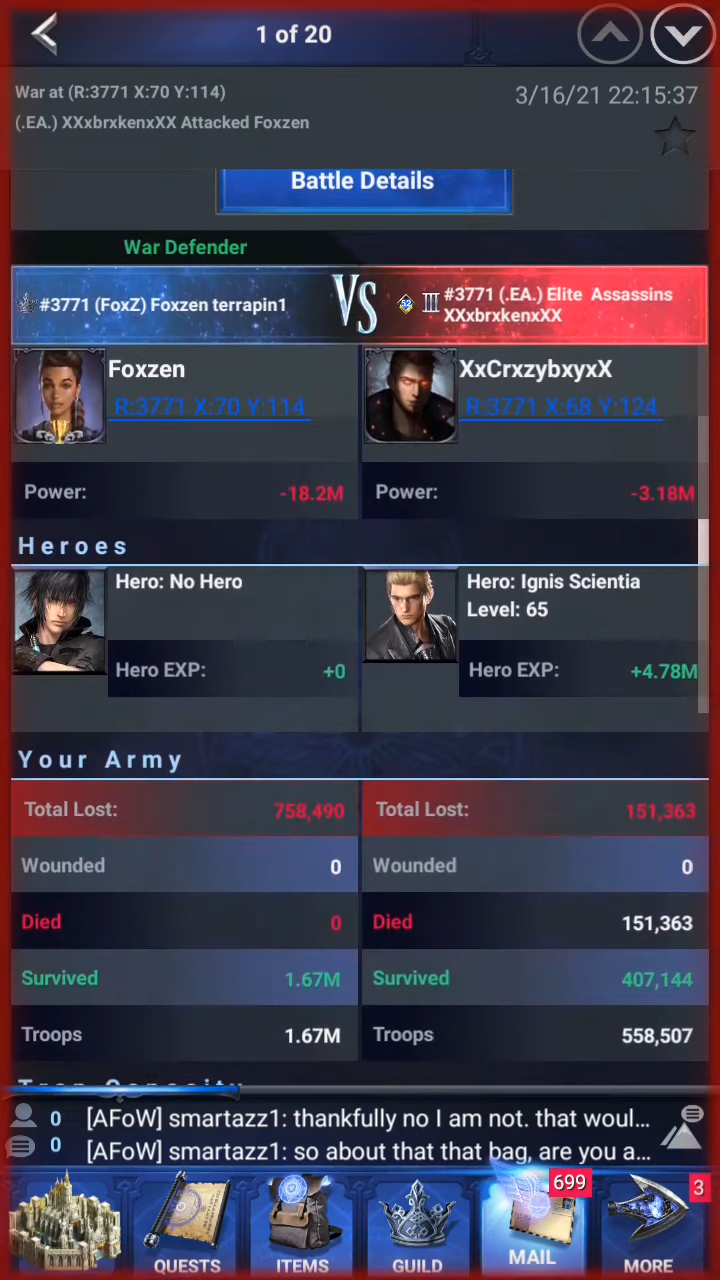 1 of 20
War at (R:3771 X:70 Y:114)
3/16/21 22:15:37
(.EA.) XXxbrxkenxXX Attacked Foxzen
Battle Details
War Defender
#3771 (FoxZ) Foxzen terrapin1
VS
52
III
#3771 (.EA.) Elite Assassins
XXxbrxkenxXX
Foxzen
R:3771 X:70 Y:114
XxCrxzybxyxX
R:3771 X:68 Y:124
Power: -18.2M
Power: -3.18M
Heroes
Hero: No Hero
Hero EXP: +0
Hero: Ignis Scientia
Level: 65
Hero EXP: +4.78M
Your Army
Total Lost: 758,490
Total Lost: 151,363
Wounded 0
Wounded 0
Died 0
Died 151,363
Survived 1.67M
Survived 407,144
Troops 1.67M
Troops 558,507
Trap Capacity
0 [AFoW] smartazz1: thankfully no I am not. that woul...
0 [AFoW] smartazz1: so about that that bag, are you a...
699
3
QUESTS
ITEMS
GUILD
MAIL
MORE